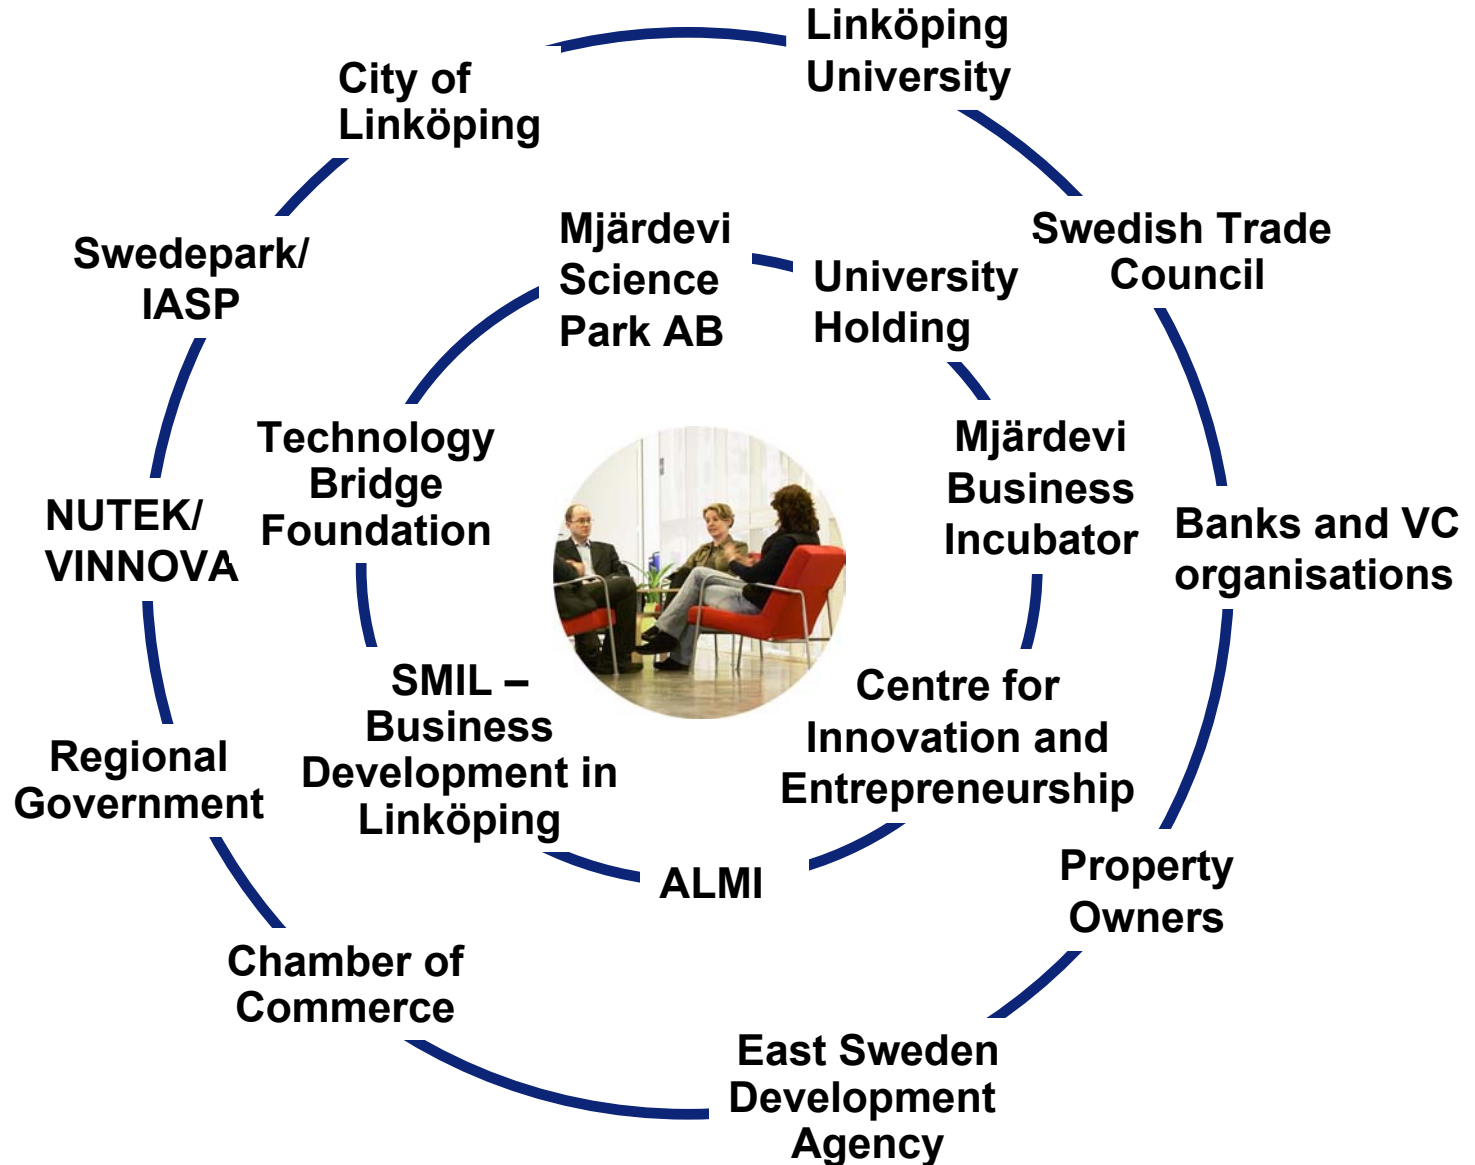 Linköping
University
City of
Linköping
Swedish Trade
Council
Swedepark/
IASP
Mjärdevi
Science
Park AB
University
Holding
Technology
Bridge
Foundation
Mjärdevi
Business
Incubator
NUTEK/
VINNOVA
Banks and VC
organisations
SMIL –
Business
Development in
Linköping
Centre for
Innovation and
Entrepreneurship
Regional
Government
ALMI
Property
Owners
Chamber of
Commerce
East Sweden
Development
Agency